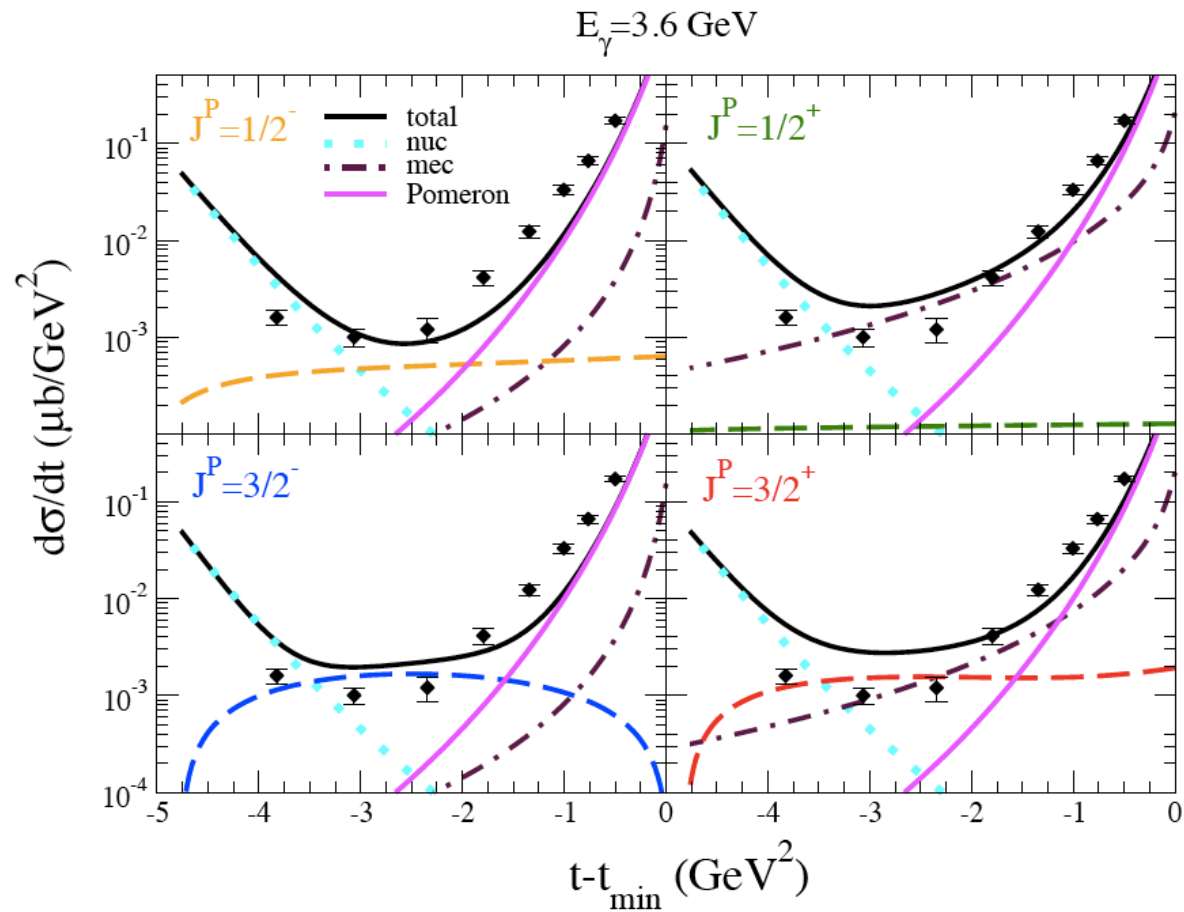 E_γ=3.6 GeV
J^P=1/2^-
total
nuc
mec
Pomeron
J^P=1/2^+
10^-1
10^-2
10^-3
J^P=3/2^-
J^P=3/2^+
10^-1
10^-2
10^-3
10^-4
-5 -4 -3 -2 -1 0 -4 -3 -2 -1 0
dσ/dt (μb/GeV^2)
t-t_min (GeV^2)